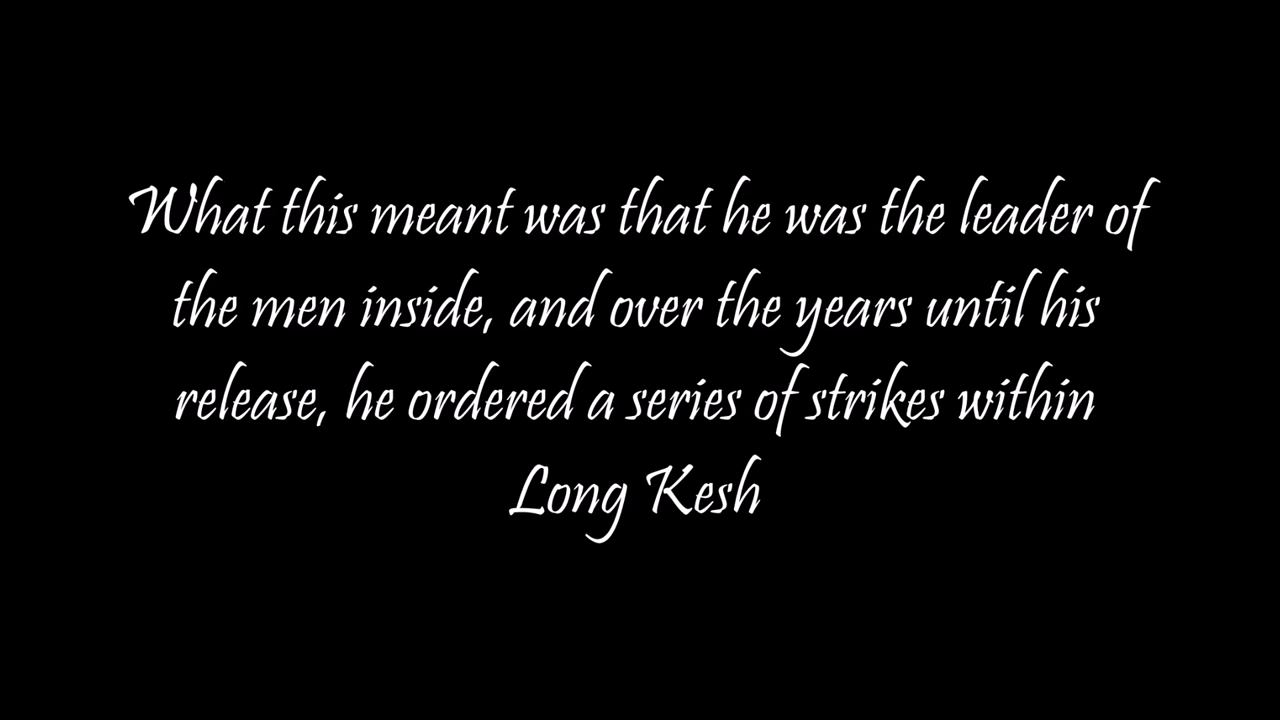 What this meant was that he was the leader of
the men inside, and over the years until his
release, he ordered a series of strikes within
Long Kesh